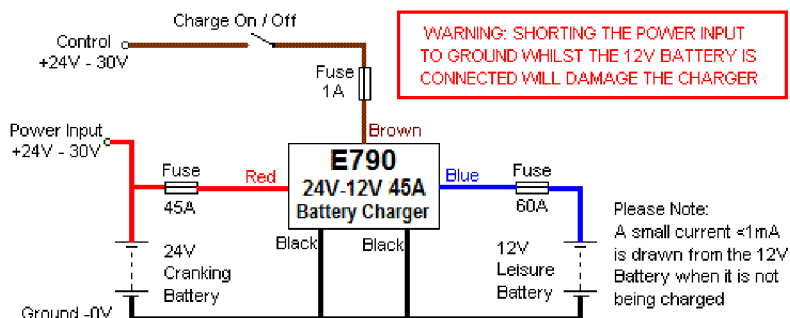 Charge On / Off
Control
+24V - 30V
WARNING: SHORTING THE POWER INPUT
TO GROUND WHILST THE 12V BATTERY IS
CONNECTED WILL DAMAGE THE CHARGER
Fuse
1A
Brown
Power Input
+24V - 30V
Fuse
45A
Red
E790
24V-12V 45A
Battery Charger
Blue
Fuse
60A
Black
Black
24V
Cranking
Battery
12V
Leisure
Battery
Please Note:
A small current <1mA
is drawn from the 12V
Battery when it is not
being charged
Ground -0V